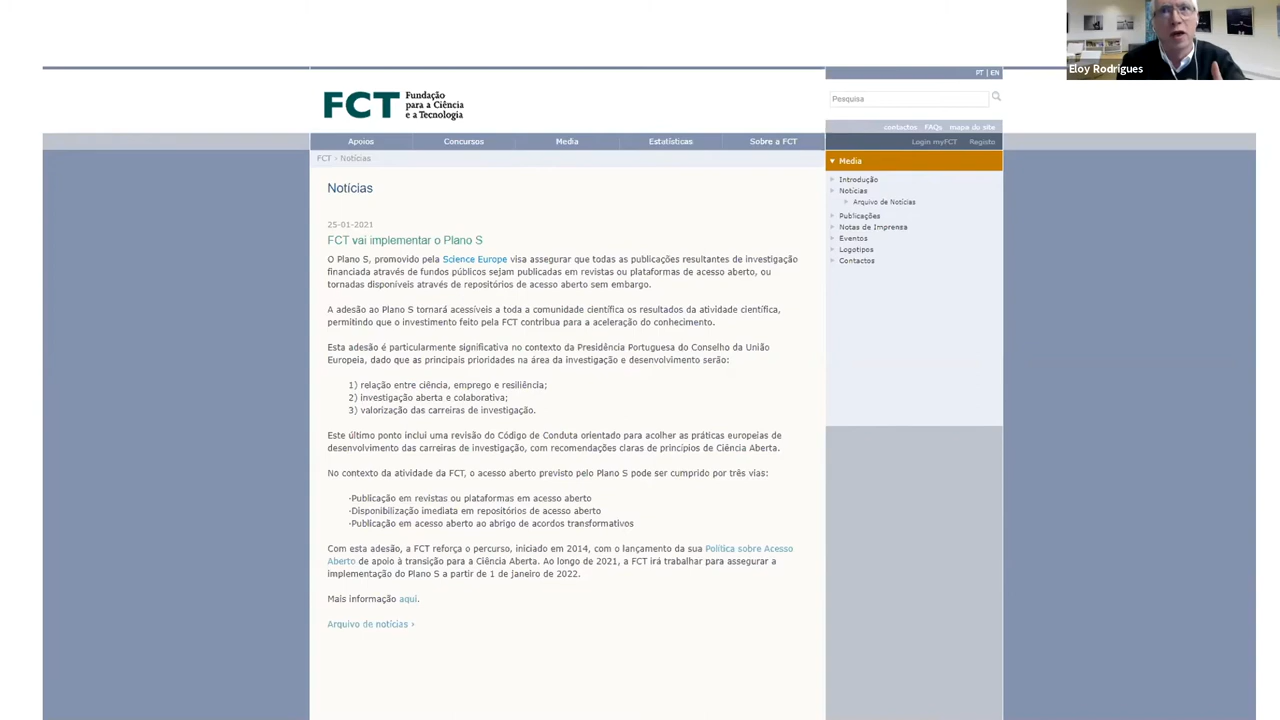 Eloy Rodrigues
PT | EN
FCT Fundação
para a Ciência
e a Tecnologia
Pesquisa
contactos FAQs mapa do site
Apoios Concursos Media Estatísticas Sobre a FCT
Login myFCT Registo
FCT > Notícias
Media
Introdução
Notícias
Arquivo de Notícias
Publicações
Notas de Imprensa
Eventos
Logotipos
Contactos
Notícias
25-01-2021
FCT vai implementar o Plano S
O Plano S, promovido pela Science Europe visa assegurar que todas as publicações resultantes de investigação
financiada através de fundos públicos sejam publicadas em revistas ou plataformas de acesso aberto, ou
tornadas disponíveis através de repositórios de acesso aberto sem embargo.
A adesão ao Plano S tornará acessíveis a toda a comunidade científica os resultados da atividade científica,
permitindo que o investimento feito pela FCT contribua para a aceleração do conhecimento.
Esta adesão é particularmente significativa no contexto da Presidência Portuguesa do Conselho da União
Europeia, dado que as principais prioridades na área da investigação e desenvolvimento serão:
1) relação entre ciência, emprego e resiliência;
2) investigação aberta e colaborativa;
3) valorização das carreiras de investigação.
Este último ponto inclui uma revisão do Código de Conduta orientado para acolher as práticas europeias de
desenvolvimento das carreiras de investigação, com recomendações claras de princípios de Ciência Aberta.
No contexto da atividade da FCT, o acesso aberto previsto pelo Plano S pode ser cumprido por três vias:
-Publicação em revistas ou plataformas em acesso aberto
-Disponibilização imediata em repositórios de acesso aberto
-Publicação em acesso aberto ao abrigo de acordos transformativos
Com esta adesão, a FCT reforça o percurso, iniciado em 2014, com o lançamento da sua Política sobre Acesso
Aberto de apoio à transição para a Ciência Aberta. Ao longo de 2021, a FCT irá trabalhar para assegurar a
implementação do Plano S a partir de 1 de janeiro de 2022.
Mais informação aqui.
Arquivo de notícias >